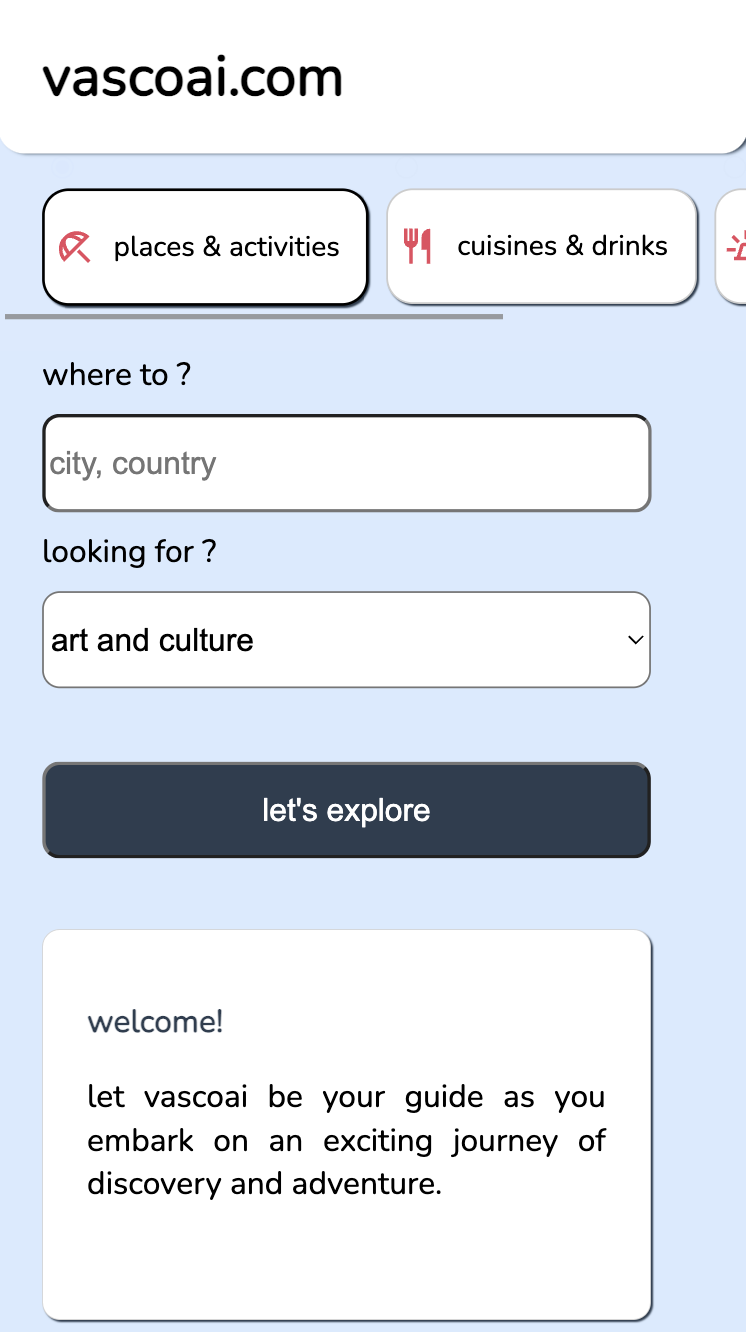 vascoai.com
places & activities
cuisines & drinks
where to ?
city, country
looking for ?
art and culture
let's explore
welcome!
let vascoai be your guide as you
embark on an exciting journey of
discovery and adventure.